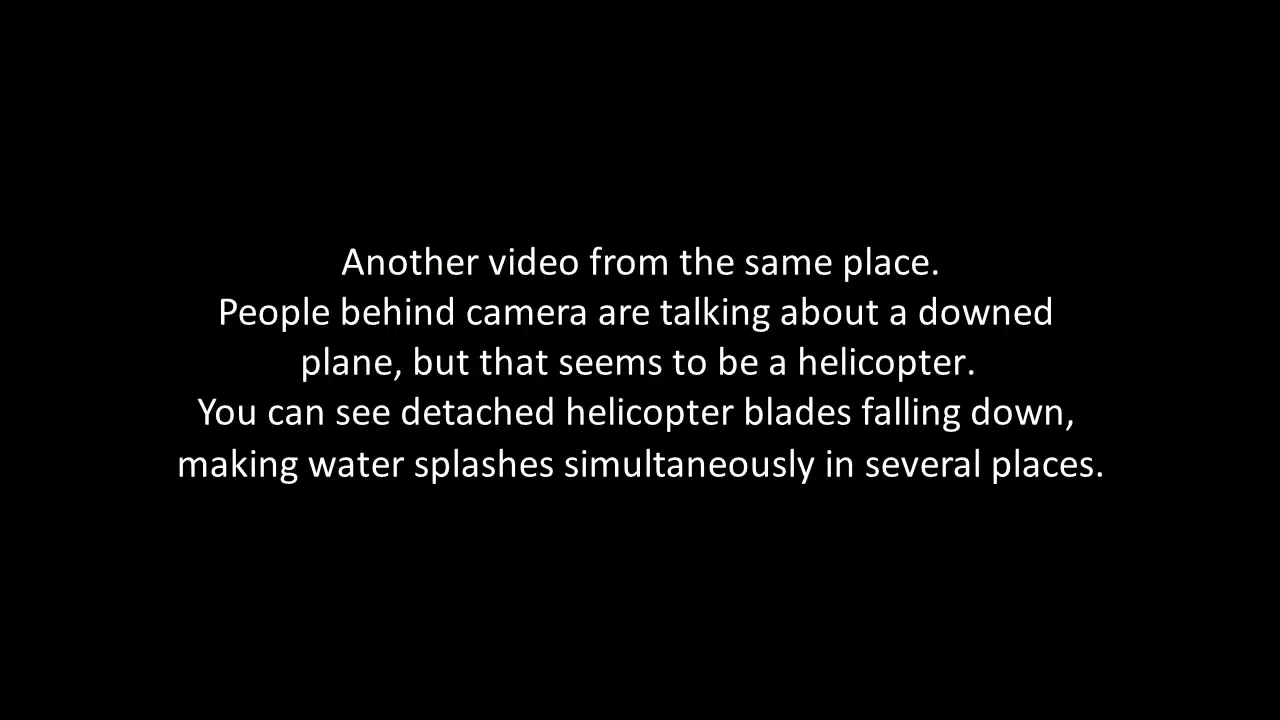 Another video from the same place.
People behind camera are talking about a downed
plane, but that seems to be a helicopter.
You can see detached helicopter blades falling down,
making water splashes simultaneously in several places.